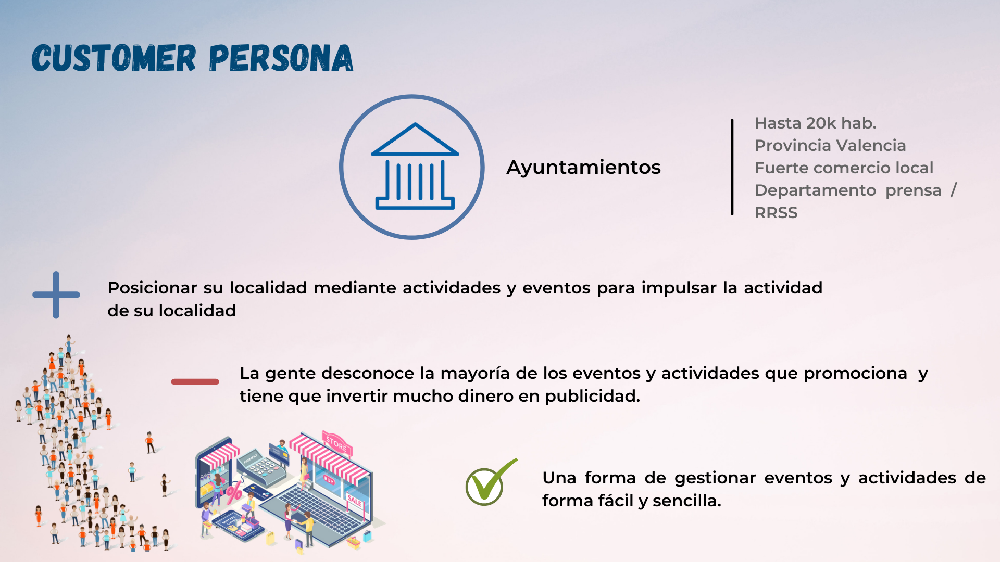 CUSTOMER PERSONA
Ayuntamientos
Hasta 20k hab.
Provincia Valencia
Fuerte comercio local
Departamento prensa /
RRSS
Posicionar su localidad mediante actividades y eventos para impulsar la actividad
de su localidad
La gente desconoce la mayoría de los eventos y actividades que promociona y
tiene que invertir mucho dinero en publicidad.
STORE
PAYMENT
BUY
%
SALE
SPECIAL
OFFER
Una forma de gestionar eventos y actividades de
forma fácil y sencilla.